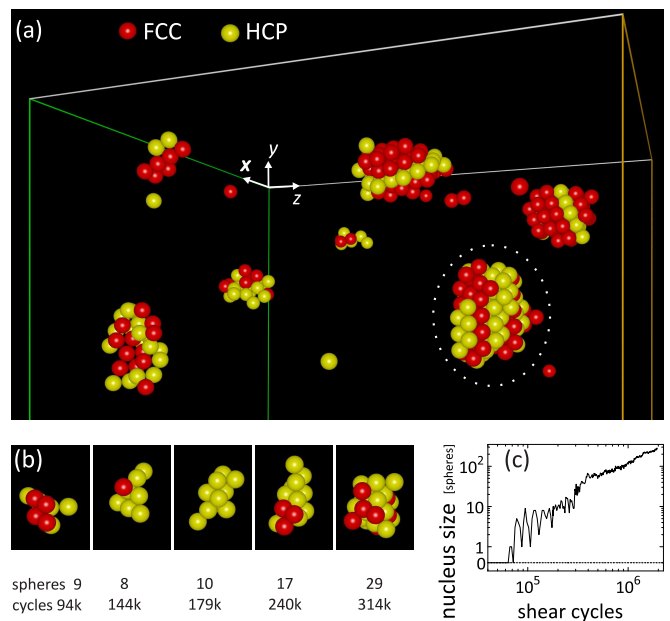 (a)
FCC
HCP
y
x
z
(b)
spheres 9 8 10 17 29
cycles 94k 144k 179k 240k 314k
(c)
nucleus size [spheres]
10²
10
1
0
10⁵ 10⁶
shear cycles